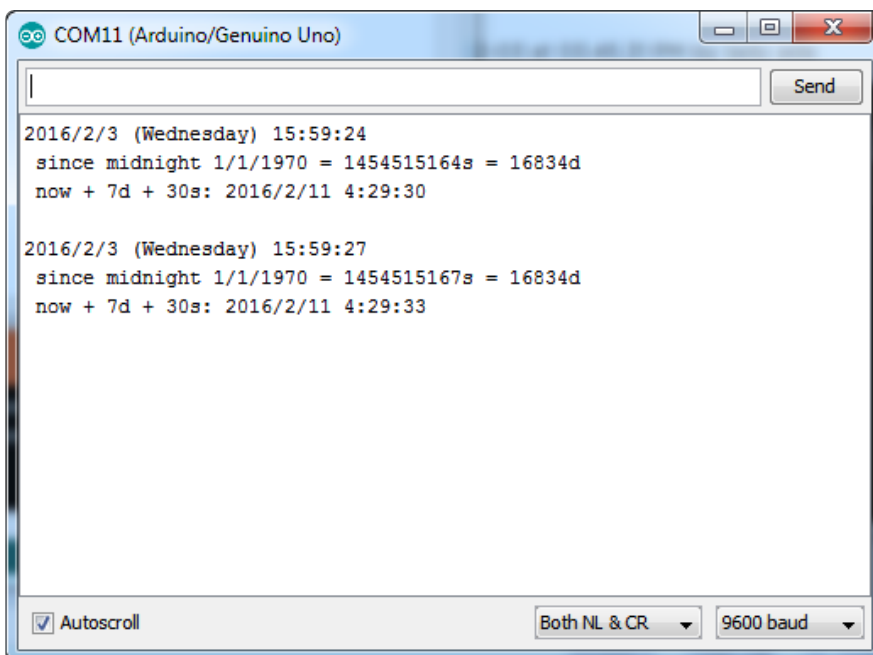 COM11 (Arduino/Genuino Uno)
Send
2016/2/3 (Wednesday) 15:59:24
 since midnight 1/1/1970 = 1454515164s = 16834d
 now + 7d + 30s: 2016/2/11 4:29:30
2016/2/3 (Wednesday) 15:59:27
 since midnight 1/1/1970 = 1454515167s = 16834d
 now + 7d + 30s: 2016/2/11 4:29:33
Autoscroll
Both NL & CR
9600 baud